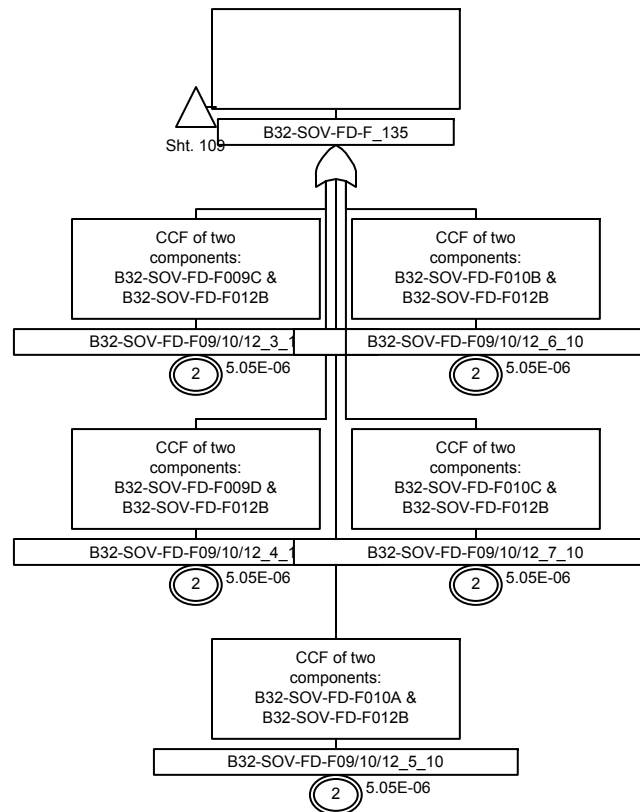 B32-SOV-FD-F_135
Sht. 109
CCF of two
components:
B32-SOV-FD-F009C &
B32-SOV-FD-F012B
B32-SOV-FD-F09/10/12_3_1
2
5.05E-06
CCF of two
components:
B32-SOV-FD-F010B &
B32-SOV-FD-F012B
B32-SOV-FD-F09/10/12_6_10
2
5.05E-06
CCF of two
components:
B32-SOV-FD-F009D &
B32-SOV-FD-F012B
B32-SOV-FD-F09/10/12_4_1
2
5.05E-06
CCF of two
components:
B32-SOV-FD-F010C &
B32-SOV-FD-F012B
B32-SOV-FD-F09/10/12_7_10
2
5.05E-06
CCF of two
components:
B32-SOV-FD-F010A &
B32-SOV-FD-F012B
B32-SOV-FD-F09/10/12_5_10
2
5.05E-06